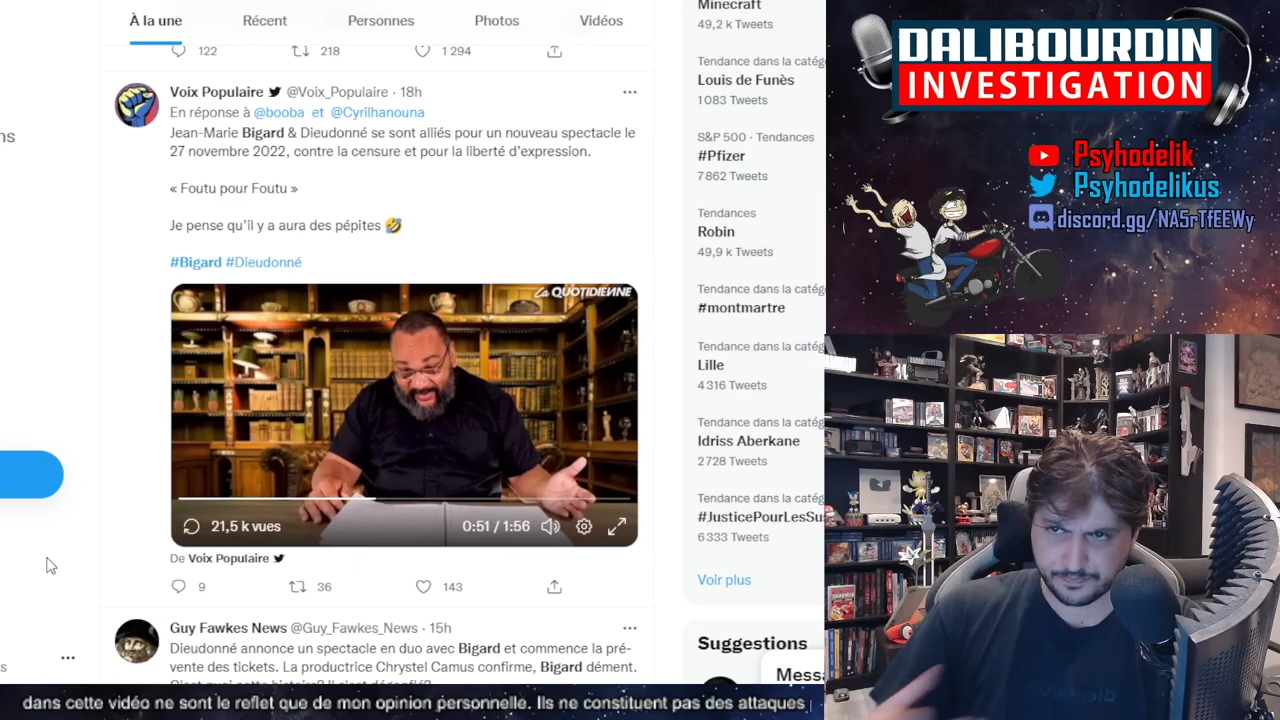 À la une
Récent
Personnes
Photos
Vidéos
122
218
1 294
Voix Populaire @Voix_Populaire · 18h
En réponse à @booba et @Cyrilhanouna
Jean-Marie Bigard & Dieudonné se sont alliés pour un nouveau spectacle le
27 novembre 2022, contre la censure et pour la liberté d'expression.
« Foutu pour Foutu »
Je pense qu'il y aura des pépites 🤣
#Bigard #Dieudonné
La QUOTIDIENNE
21,5 k vues
0:51 / 1:56
De Voix Populaire
9
36
143
Guy Fawkes News @Guy_Fawkes_News · 15h
Dieudonné annonce un spectacle en duo avec Bigard et commence la pré-
vente des tickets. La productrice Chrystel Camus confirme, Bigard dément.
Minecraft
49,2 k Tweets
Tendance dans la catég
Louis de Funès
1 083 Tweets
S&P 500 · Tendances
#Pfizer
7 862 Tweets
Tendances
Robin
49,9 k Tweets
Tendance dans la catég
#montmartre
Tendance dans la catég
Lille
4 316 Tweets
Tendance dans la catég
Idriss Aberkane
2 728 Tweets
Tendance dans la catég
#JusticePourLesSu
6 333 Tweets
Voir plus
Suggestions
Messa
DALIBOURDIN
INVESTIGATION
Psyhodelik
Psyhodelikus
discord.gg/NA5rTfEEWy
dans cette vidéo ne sont le reflet que de mon opinion personnelle. Ils ne constituent pas des attaques